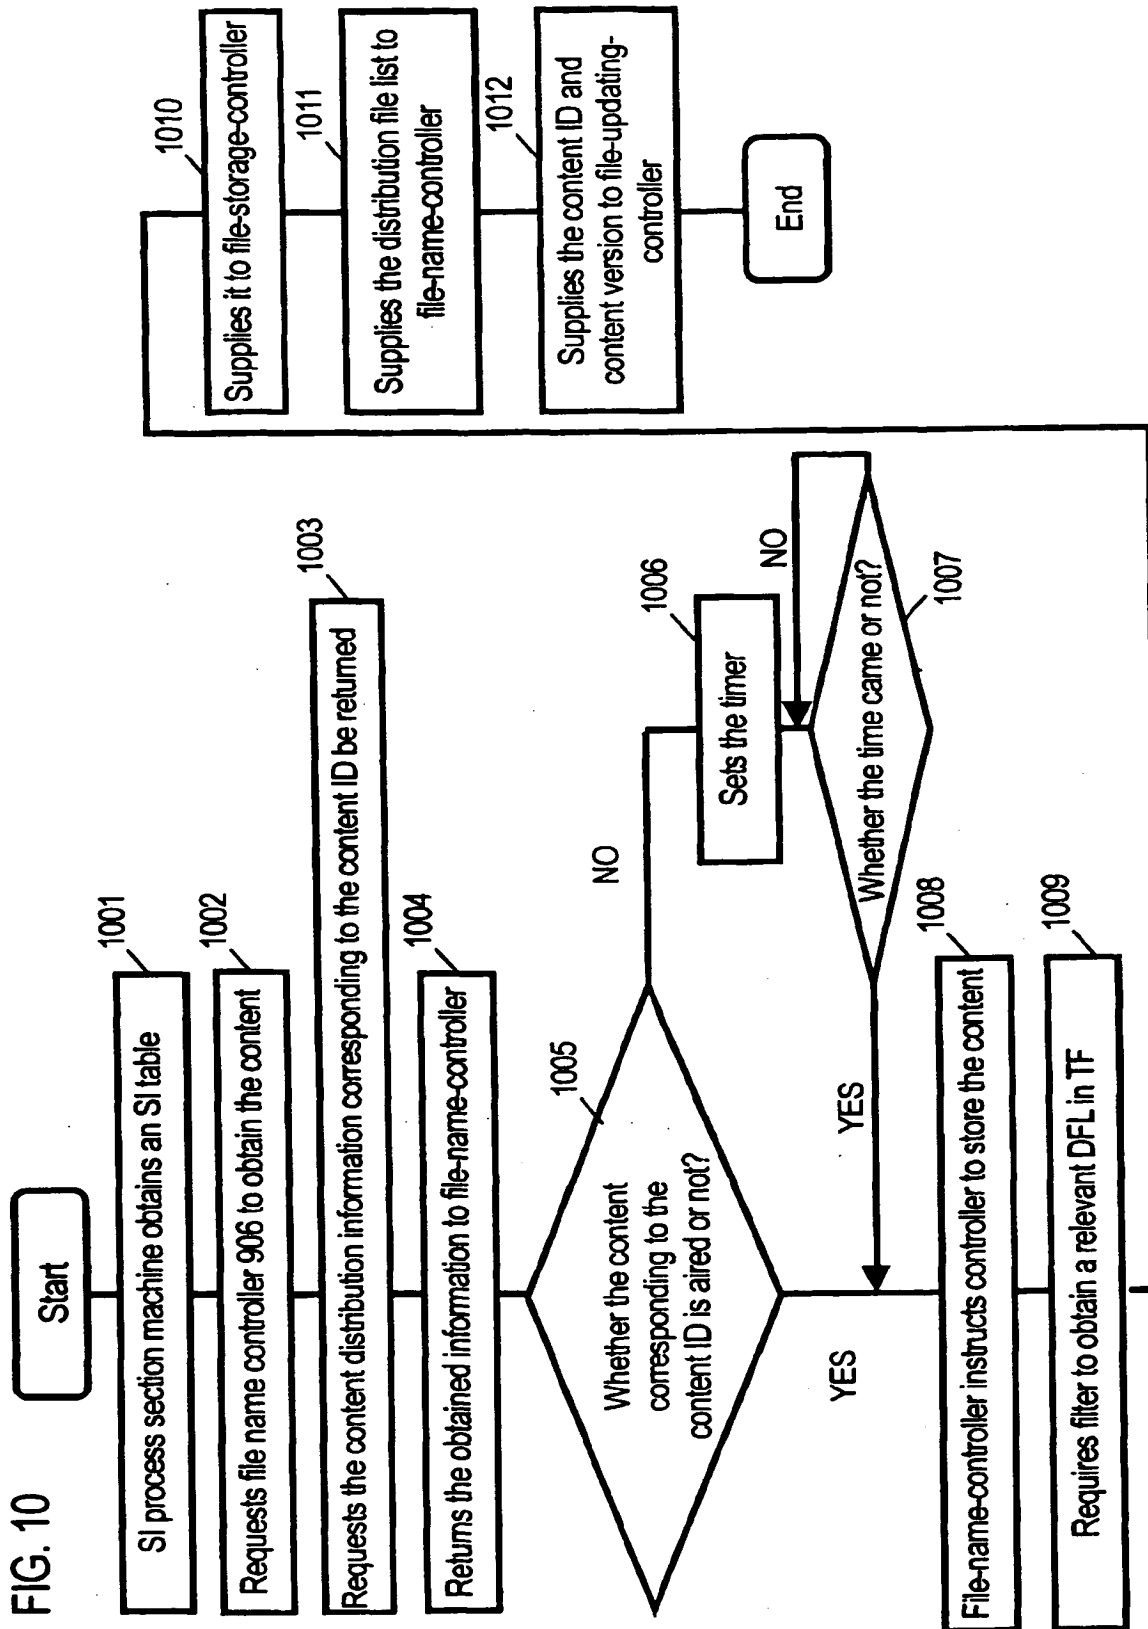 FIG. 10
Start
1001
SI process section machine obtains an SI table
1002
Requests file name controller 906 to obtain the content
1003
Requests the content distribution information corresponding to the content ID be returned
1004
Returns the obtained information to file-name-controller
1005
Whether the content
corresponding to the
content ID is aired or not?
NO
YES
1006
Sets the timer
NO
Whether the time came or not?
1007
YES
1008
File-name-controller instructs controller to store the content
1009
Requires filter to obtain a relevant DFL in TF
1010
Supplies it to file-storage-controller
1011
Supplies the distribution file list to
file-name-controller
1012
Supplies the content ID and
content version to file-updating-
controller
End